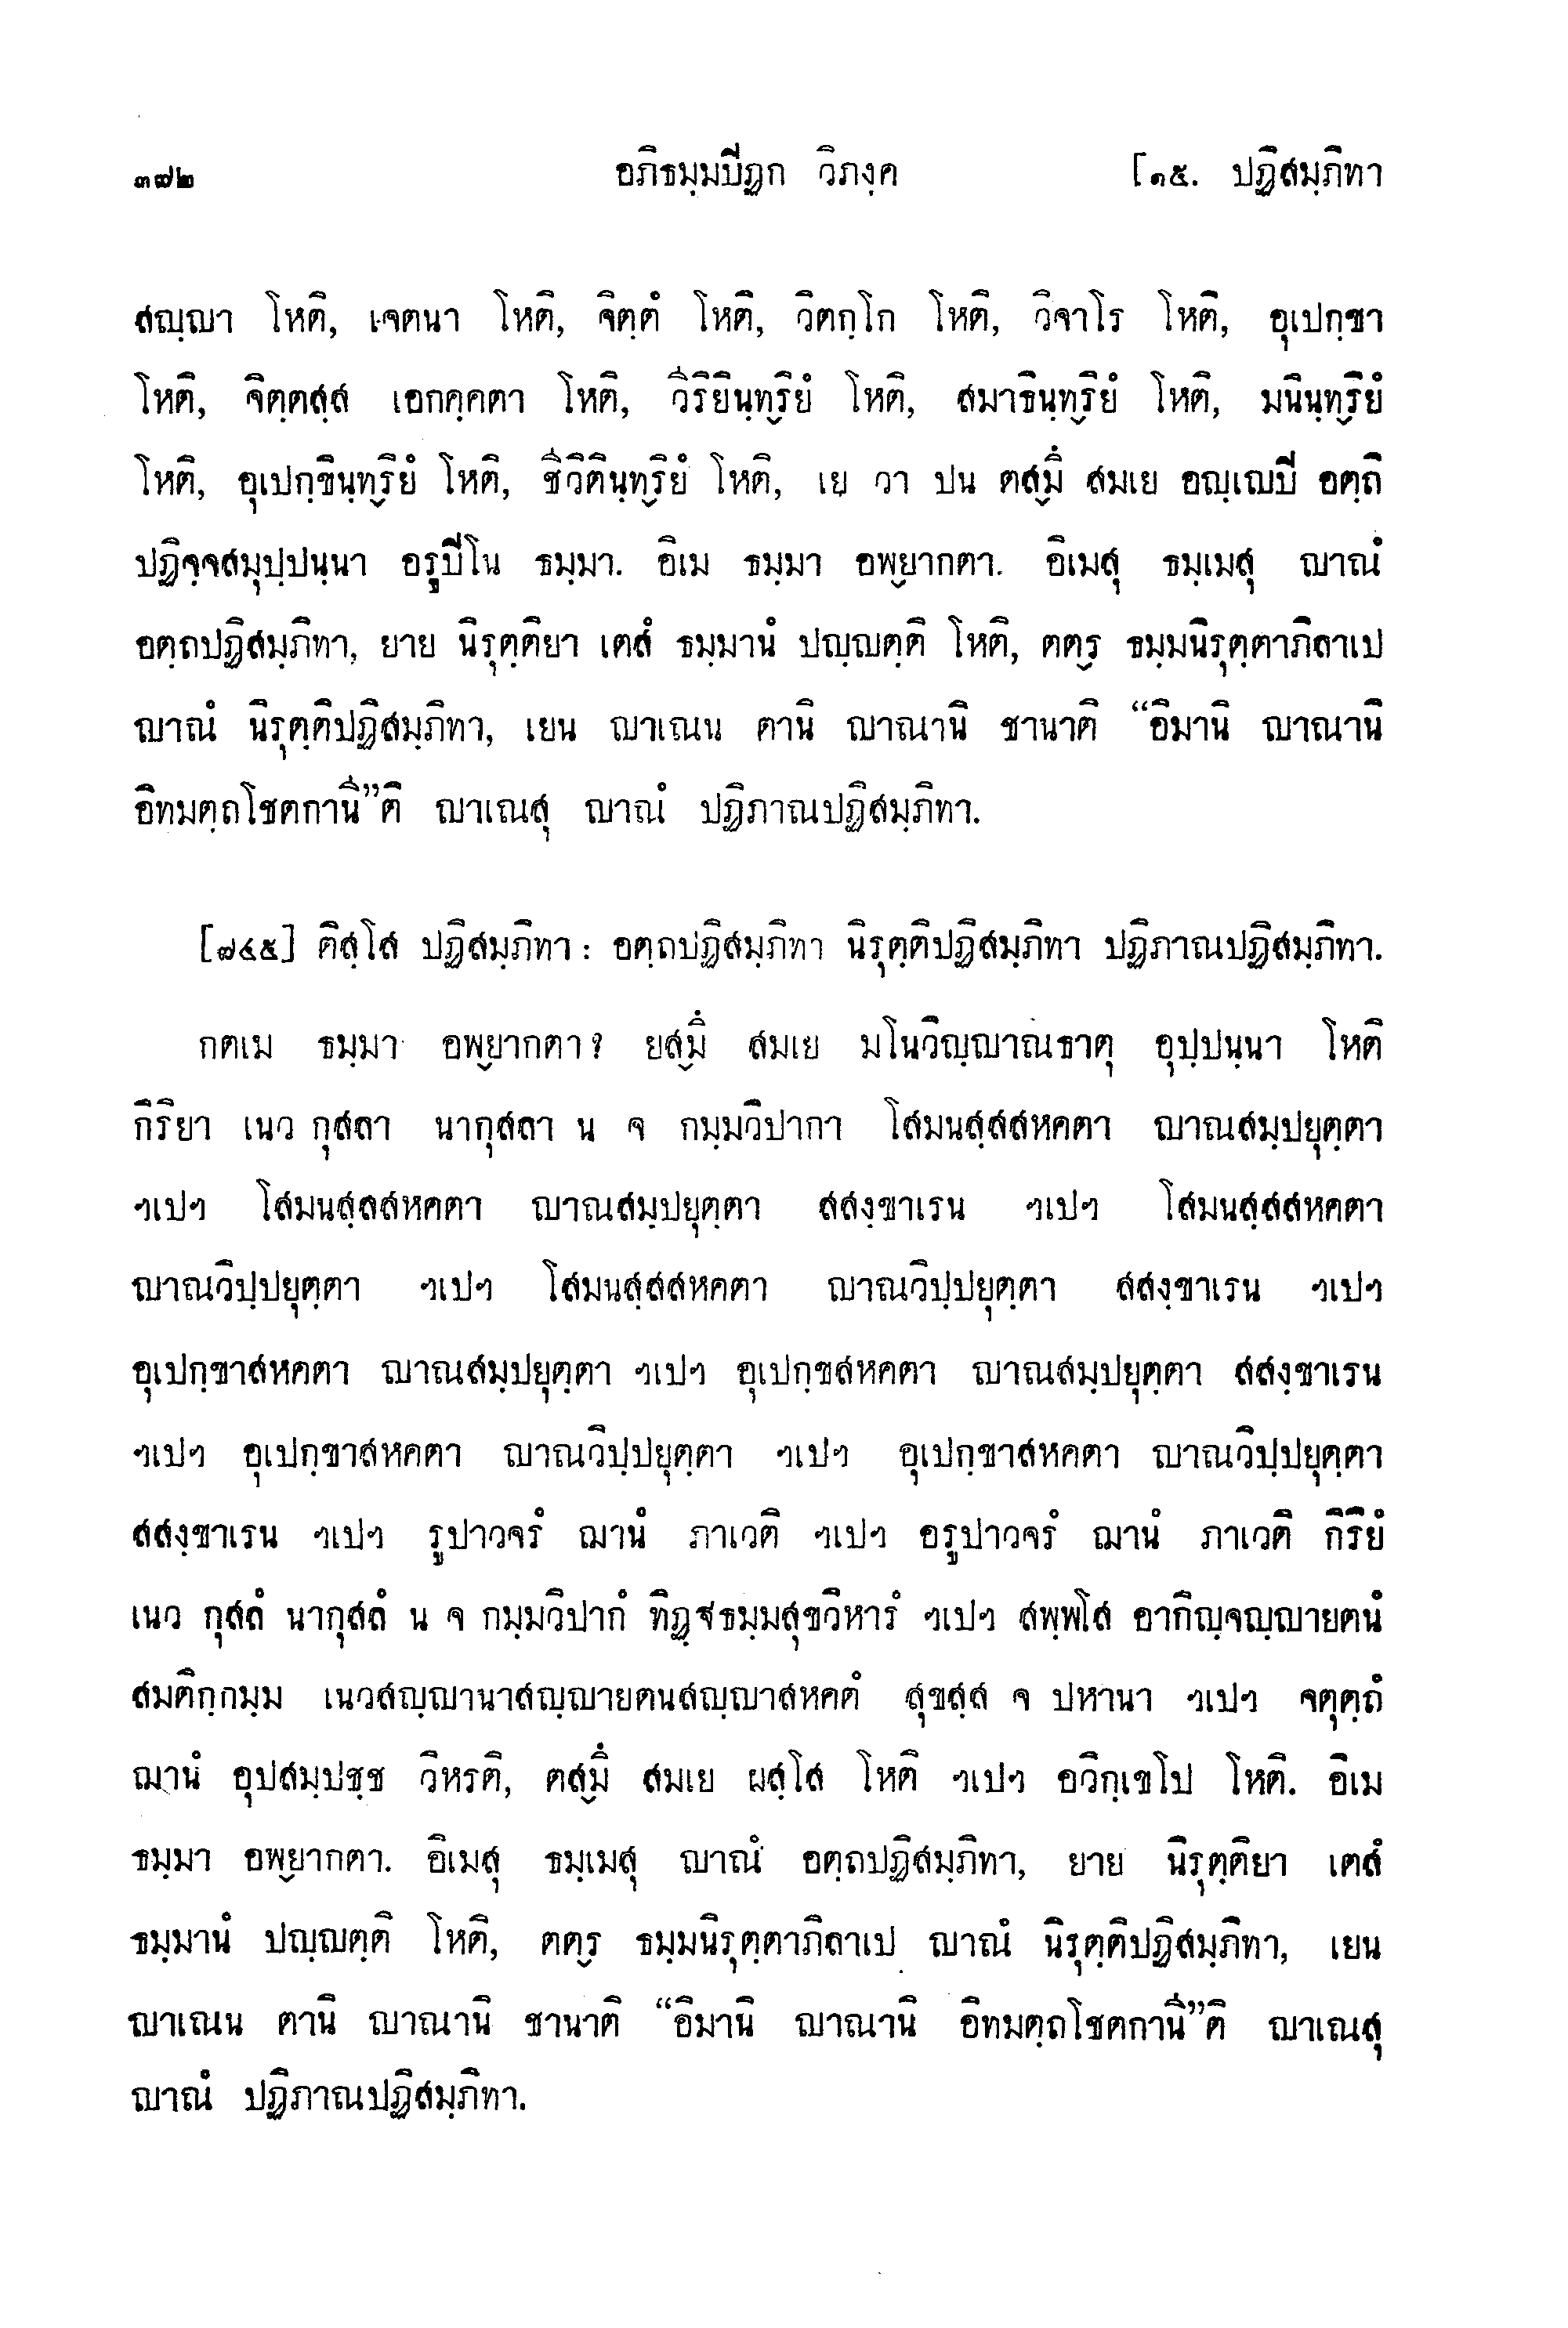 ๓๗๒ อภิธมฺมปิฏก วิภงฺค [๑๕. ปฏิสมฺภิทา
สญฺญา โหติ, เจตนา โหติ, จิตฺตํ โหติ, วิตกฺโก โหติ, วิจาโร โหติ, อุเปกฺขา
โหติ, จิตฺตสฺส เอกคฺคตา โหติ, วีริยินฺทฺริยํ โหติ, สมาธินฺทฺริยํ โหติ, มนินฺทฺริยํ
โหติ, อุเปกฺขินฺทฺริยํ โหติ, ชีวิตินฺทฺริยํ โหติ, เย วา ปน ตสฺมึ สมเย อญฺเญปิ อตฺถิ
ปฏิจฺจสมุปฺปนฺนา อรูปิโน ธมฺมา. อิเม ธมฺมา อพฺยากตา. อิเมสุ ธมฺเมสุ ญาณํ
อตฺถปฏิสมฺภิทา, ยาย นิรุตฺติยา เตสํ ธมฺมานํ ปญฺญตฺติ โหติ, ตตฺร ธมฺมนิรุตฺตาภิลาเป
ญาณํ นิรุตฺติปฏิสมฺภิทา, เยน ญาเณน ตานิ ญาณานิ ชานาติ “อิมานิ ญาณานิ
อิทมตฺถโชตกานี”ติ ญาเณสุ ญาณํ ปฏิภาณปฏิสมฺภิทา.
[๗๔๕] ติสฺโส ปฏิสมฺภิทา : อตฺถปฏิสมฺภิทา นิรุตฺติปฏิสมฺภิทา ปฏิภาณปฏิสมฺภิทา.
กตเม ธมฺมา อพฺยากตา? ยสฺมึ สมเย มโนวิญฺญาณธาตุ อุปฺปนฺนา โหติ
กิริยา เนว กุสลา นากุสลา น จ กมฺมวิปากา โสมนสฺสสหคตา ญาณสมฺปยุตฺตา
ฯเปฯ โสมนสฺสสหคตา ญาณสมฺปยุตฺตา สสงฺขาเรน ฯเปฯ โสมนสฺสสหคตา
ญาณวิปฺปยุตฺตา ฯเปฯ โสมนสฺสสหคตา ญาณวิปฺปยุตฺตา สสงฺขาเรน ฯเปฯ
อุเปกฺขาสหคตา ญาณสมฺปยุตฺตา ฯเปฯ อุเปกฺขสหคตา ญาณสมฺปยุตฺตา สสงฺขาเรน
ฯเปฯ อุเปกฺขาสหคตา ญาณวิปฺปยุตฺตา ฯเปฯ อุเปกฺขาสหคตา ญาณวิปฺปยุตฺตา
สสงฺขาเรน ฯเปฯ รูปาวจรํ ฌานํ ภาเวติ ฯเปฯ อรูปาวจรํ ฌานํ ภาเวติ กิริยํ
เนว กุสลํ นากุสลํ น จ กมฺมวิปากํ ทิฏฺฐธมฺมสุขวิหารํ ฯเปฯ สพฺพโส อากิญฺจญฺญายตนํ
สมติกฺกมฺม เนวสญฺญานาสญฺญายตนสญฺญาสหคตํ สุขสฺส จ ปหานา ฯเปฯ จตุตฺถํ
ฌานํ อุปสมฺปชฺช วิหรติ, ตสฺมึ สมเย ผสฺโส โหติ ฯเปฯ อวิกฺเขโป โหติ. อิเม
ธมฺมา อพฺยากตา. อิเมสุ ธมฺเมสุ ญาณํ อตฺถปฏิสมฺภิทา, ยาย นิรุตฺติยา เตสํ
ธมฺมานํ ปญฺญตฺติ โหติ, ตตฺร ธมฺมนิรุตฺตาภิลาเป ญาณํ นิรุตฺติปฏิสมฺภิทา, เยน
ญาเณน ตานิ ญาณานิ ชานาติ “อิมานิ ญาณานิ อิทมตฺถโชตกานี”ติ ญาเณสุ
ญาณํ ปฏิภาณปฏิสมฺภิทา.